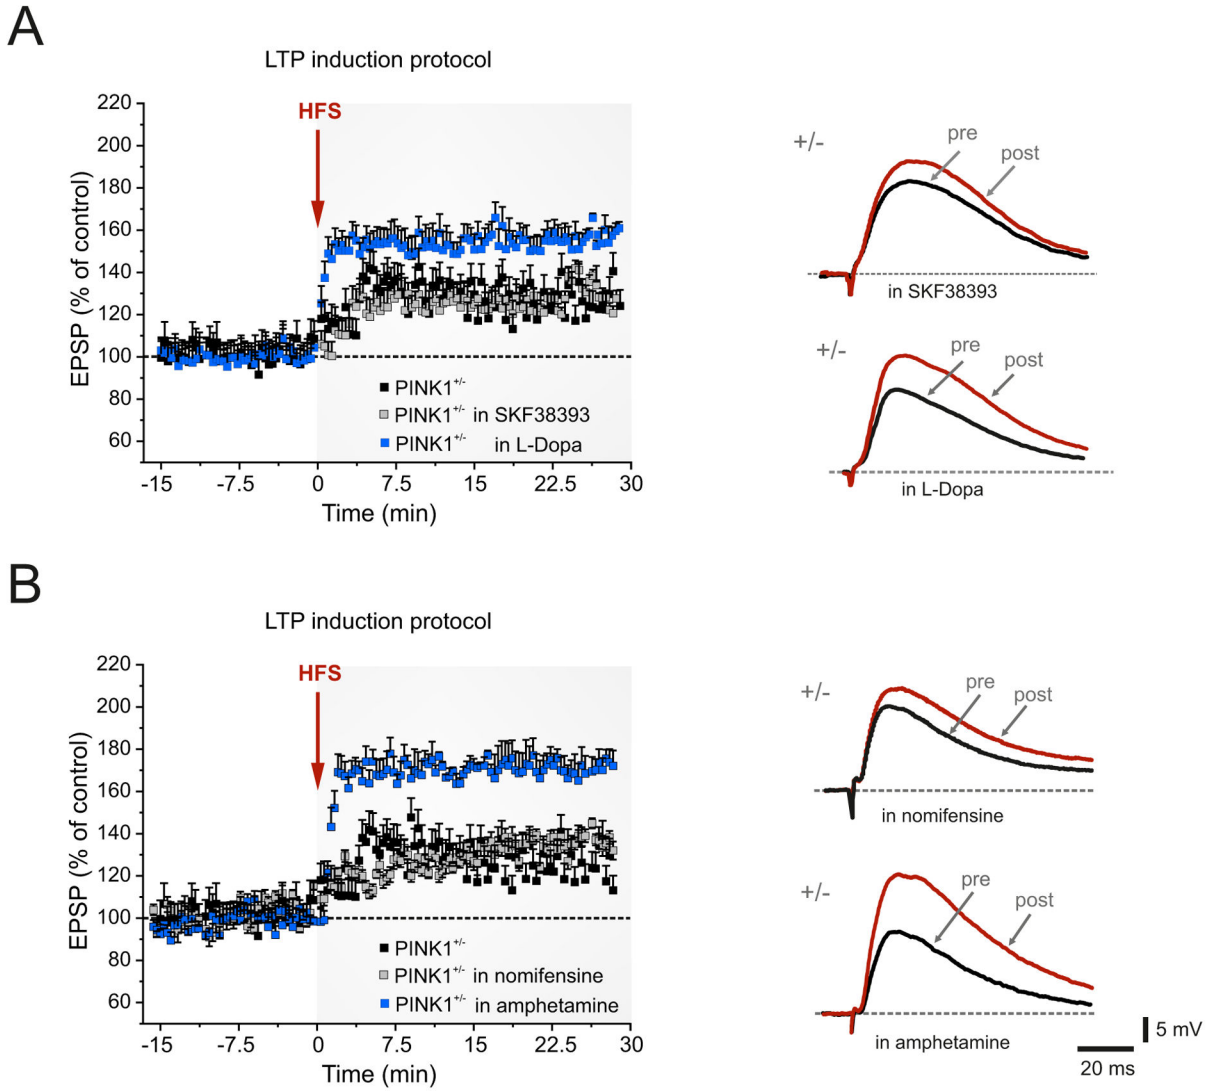 A
LTP induction protocol
HFS
EPSP (% of control)
220
200
180
160
140
120
100
80
60
PINK1+/-
PINK1+/- in SKF38393
PINK1+/- in L-Dopa
-15 -7.5 0 7.5 15 22.5 30
Time (min)
+/-
pre
post
in SKF38393
+/-
pre
post
in L-Dopa
B
LTP induction protocol
HFS
EPSP (% of control)
220
200
180
160
140
120
100
80
60
PINK1+/-
PINK1+/- in nomifensine
PINK1+/- in amphetamine
-15 -7.5 0 7.5 15 22.5 30
Time (min)
+/-
pre
post
in nomifensine
+/-
pre
post
in amphetamine
5 mV
20 ms